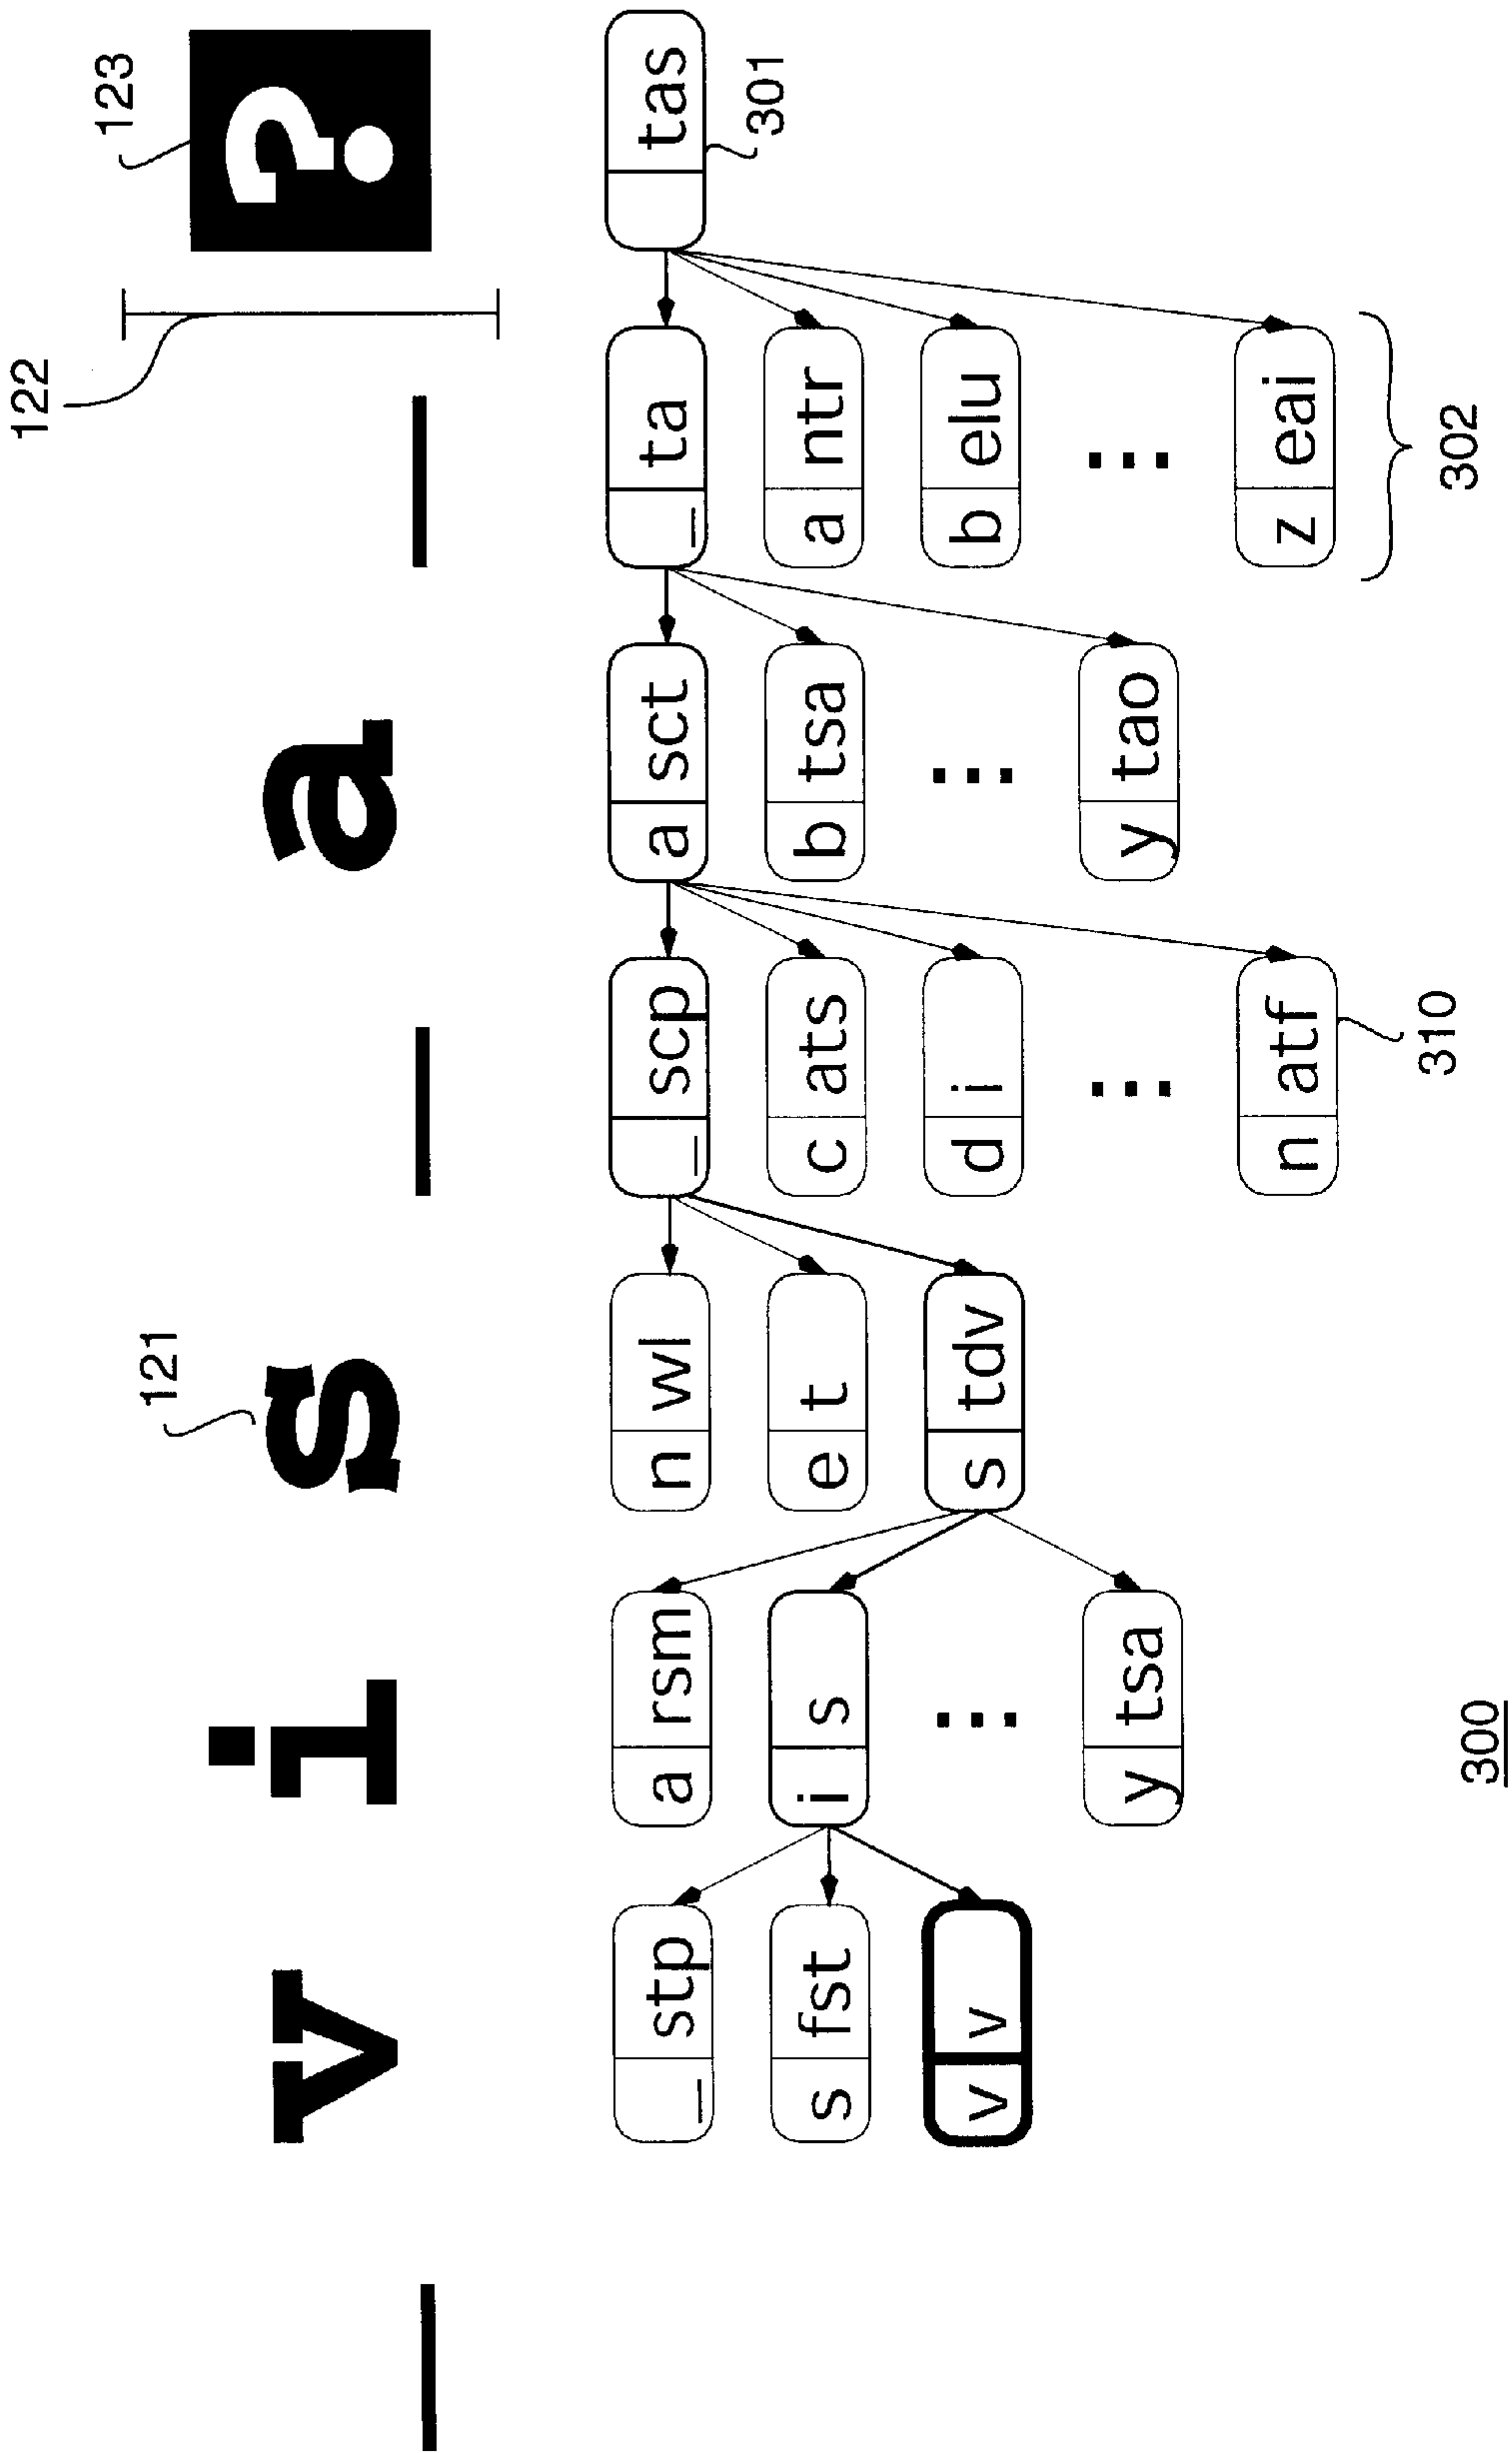 122
123
121
_ v i s _ a _ ?
_ stp a rsm n wl _ scp a sct _ ta tas
301
s fst i s e t c ats b tsa a ntr
v v s tdv d i b elu
y tsa ⋮ y tao
n atf z eai
310
302
300